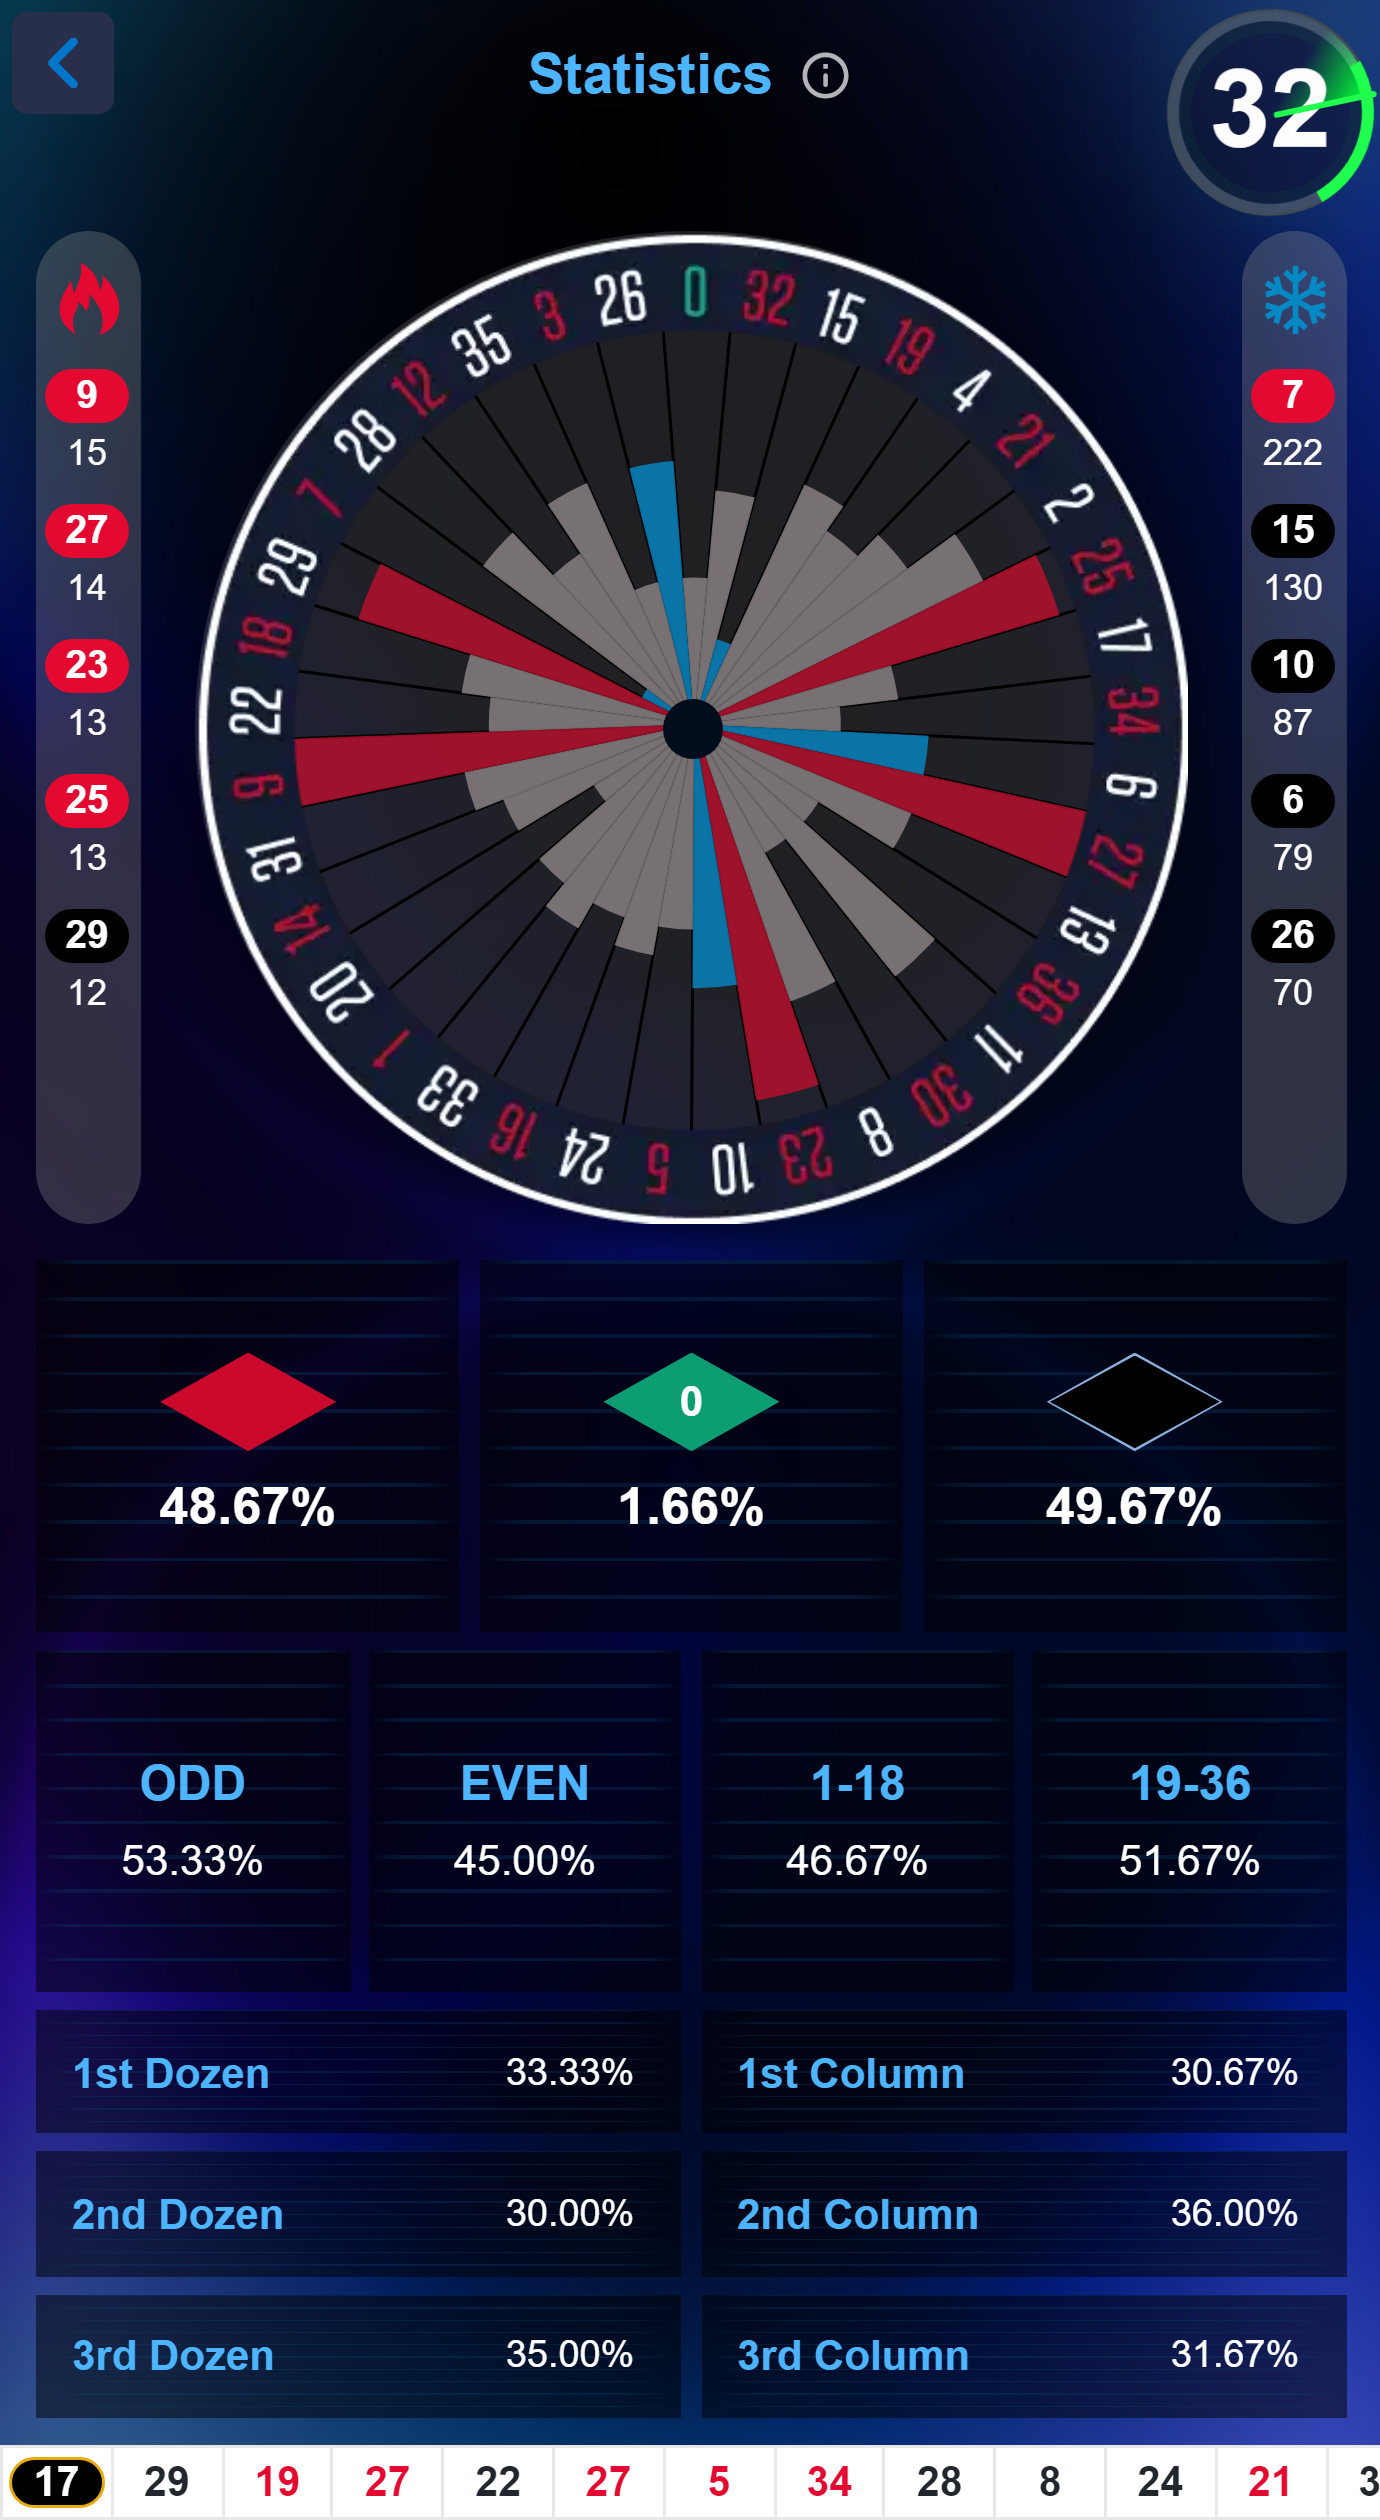 Statistics
32
9
15
27
14
23
13
25
13
29
12
7
222
15
130
10
87
6
79
26
70
0 32 15 19 4 21 2 25 17 34 6 27 13 36 11 30 8 23 10 5 24 16 33 1 20 14 31 9 22 18 29 7 28 12 35 3 26
0
48.67% 1.66% 49.67%
ODD EVEN 1-18 19-36
53.33% 45.00% 46.67% 51.67%
1st Dozen 33.33% 1st Column 30.67%
2nd Dozen 30.00% 2nd Column 36.00%
3rd Dozen 35.00% 3rd Column 31.67%
17 29 19 27 22 27 5 34 28 8 24 21 3